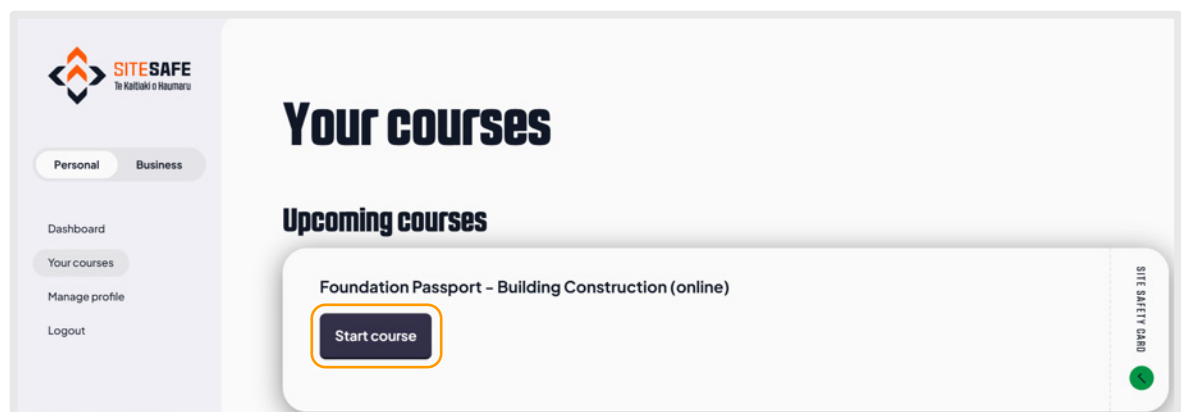 SITESAFE
Te Kaitiaki o Haumaru
Personal
Business
Dashboard
Your courses
Manage profile
Logout
Your courses
Upcoming courses
Foundation Passport – Building Construction (online)
Start course
SITE SAFETY CARD